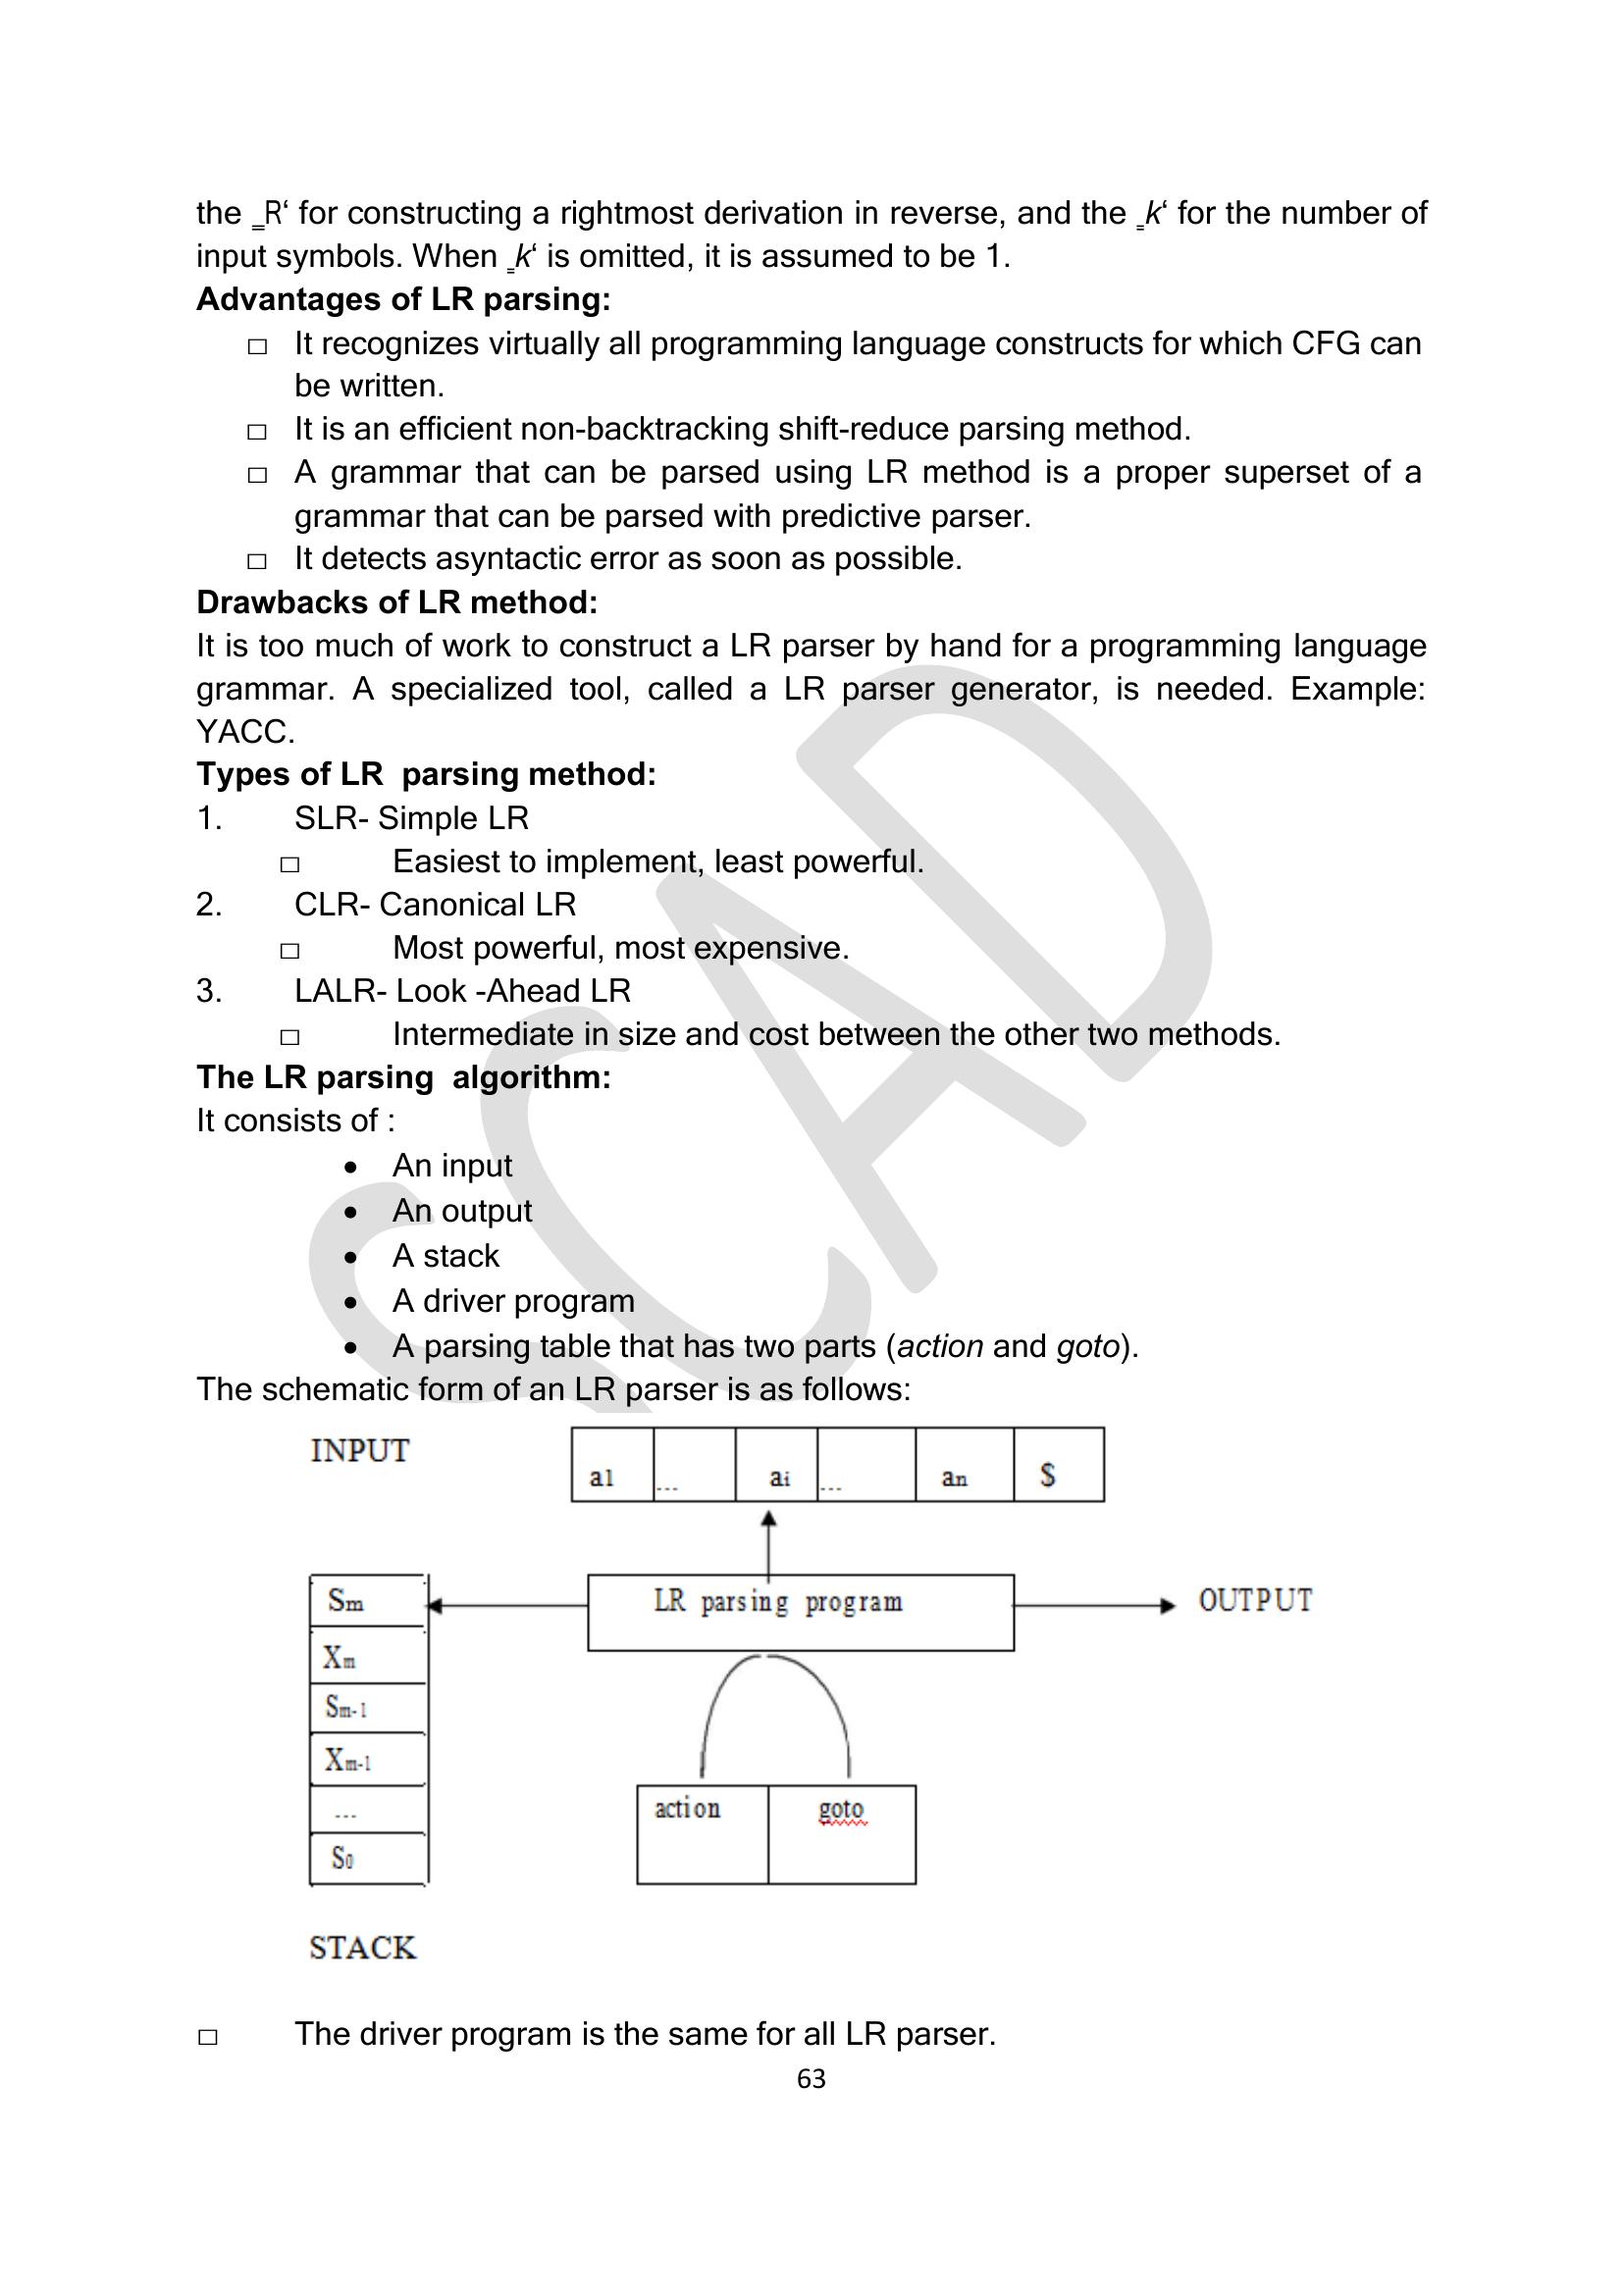 the ‗R‘ for constructing a rightmost derivation in reverse, and the ‗k‘ for the number of
input symbols. When ‗k‘ is omitted, it is assumed to be 1.
Advantages of LR parsing:
□ It recognizes virtually all programming language constructs for which CFG can
be written.
□ It is an efficient non-backtracking shift-reduce parsing method.
□ A grammar that can be parsed using LR method is a proper superset of a
grammar that can be parsed with predictive parser.
□ It detects asyntactic error as soon as possible.
Drawbacks of LR method:
It is too much of work to construct a LR parser by hand for a programming language
grammar. A specialized tool, called a LR parser generator, is needed. Example:
YACC.
Types of LR parsing method:
1. SLR- Simple LR
□ Easiest to implement, least powerful.
2. CLR- Canonical LR
□ Most powerful, most expensive.
3. LALR- Look -Ahead LR
□ Intermediate in size and cost between the other two methods.
The LR parsing algorithm:
It consists of :
• An input
• An output
• A stack
• A driver program
• A parsing table that has two parts (action and goto).
The schematic form of an LR parser is as follows:
INPUT
a1 ... ai ... an $
Sm
LR parsing program
OUTPUT
Xm
Sm-1
Xm-1
...
S0
action goto
STACK
□ The driver program is the same for all LR parser.
63
SCAD